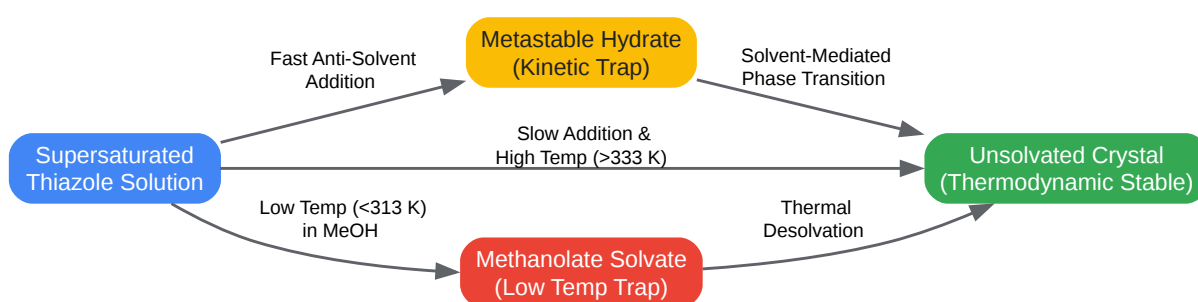 Metastable Hydrate
(Kinetic Trap)
Fast Anti-Solvent
Addition
Solvent-Mediated
Phase Transition
Supersaturated
Thiazole Solution
Slow Addition &
High Temp (>333 K)
Unsolvated Crystal
(Thermodynamic Stable)
Low Temp (<313 K)
in MeOH
Thermal
Desolvation
Methanolate Solvate
(Low Temp Trap)